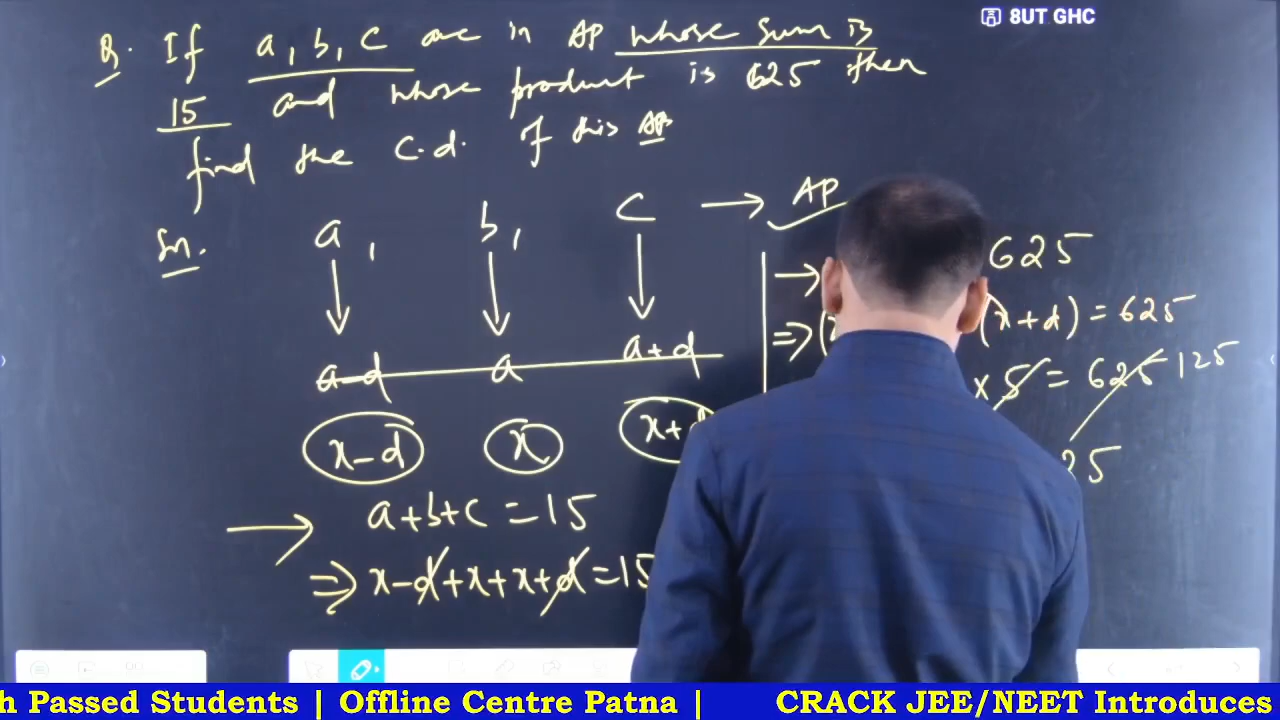 8UT GHC
Q. If a, b, c are in AP whose sum is
15 and whose product is 625 then
find the c.d. of this AP.
Sol. a, b, c → AP
a-d a a+d
x-d x x+d
a+b+c = 15
⇒ x-d+x+x+d = 15
→ 625
⇒ (x+d) = 625
x 5 = 625 125
25
h Passed Students | Offline Centre Patna | CRACK JEE/NEET Introduces